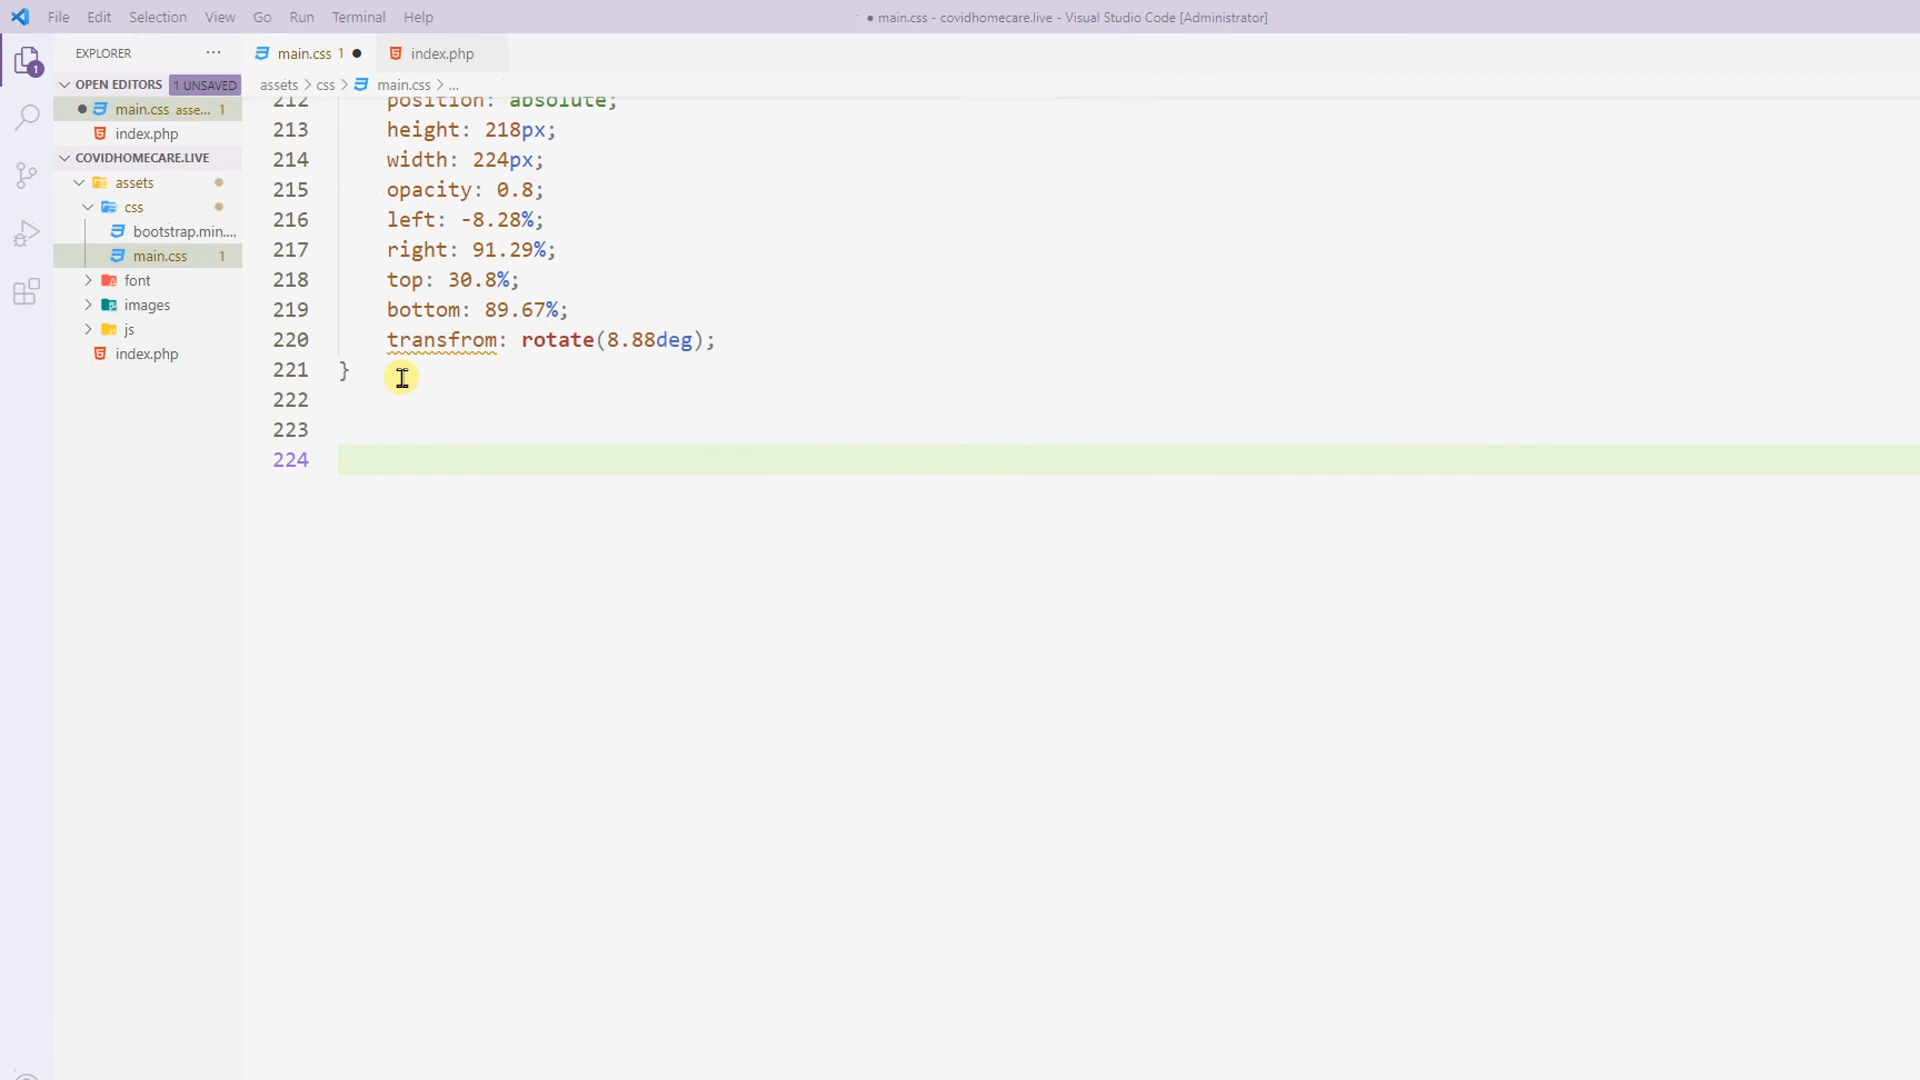 File Edit Selection View Go Run Terminal Help
● main.css - covidhomecare.live - Visual Studio Code [Administrator]
EXPLORER ···
main.css 1 ●
index.php
OPEN EDITORS 1 UNSAVED
assets > css > main.css > ...
main.css asse... 1
index.php
COVIDHOMECARE.LIVE
assets
css
bootstrap.min....
main.css 1
font
images
js
index.php
1
212 position: absolute;
213 height: 218px;
214 width: 224px;
215 opacity: 0.8;
216 left: -8.28%;
217 right: 91.29%;
218 top: 30.8%;
219 bottom: 89.67%;
220 transfrom: rotate(8.88deg);
221 }
222
223
224